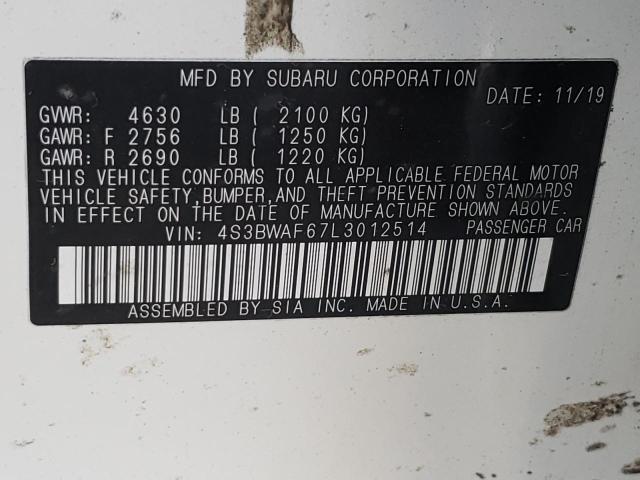 MFD BY SUBARU CORPORATION
DATE: 11/19
GVWR: 4630 LB ( 2100 KG)
GAWR: F 2756 LB ( 1250 KG)
GAWR: R 2690 LB ( 1220 KG)
THIS VEHICLE CONFORMS TO ALL APPLICABLE FEDERAL MOTOR
VEHICLE SAFETY,BUMPER,AND THEFT PREVENTION STANDARDS
IN EFFECT ON THE DATE OF MANUFACTURE SHOWN ABOVE.
VIN: 4S3BWAF67L3012514 PASSENGER CAR
ASSEMBLED BY SIA INC. MADE IN U.S.A.